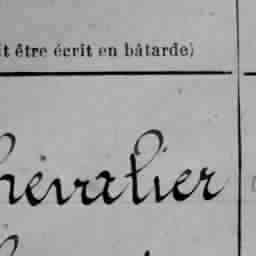 it être écrit en bâtarde)
hevalier